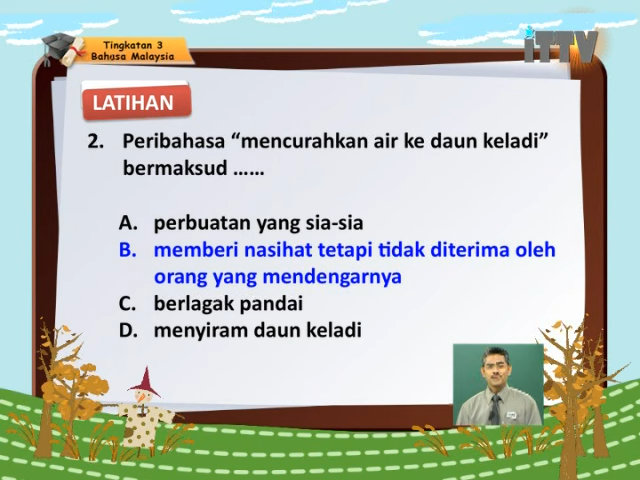 Tingkatan 3
Bahasa Malaysia
iTTV
LATIHAN
2. Peribahasa “mencurahkan air ke daun keladi”
bermaksud ……
A. perbuatan yang sia-sia
B. memberi nasihat tetapi tidak diterima oleh
orang yang mendengarnya
C. berlagak pandai
D. menyiram daun keladi